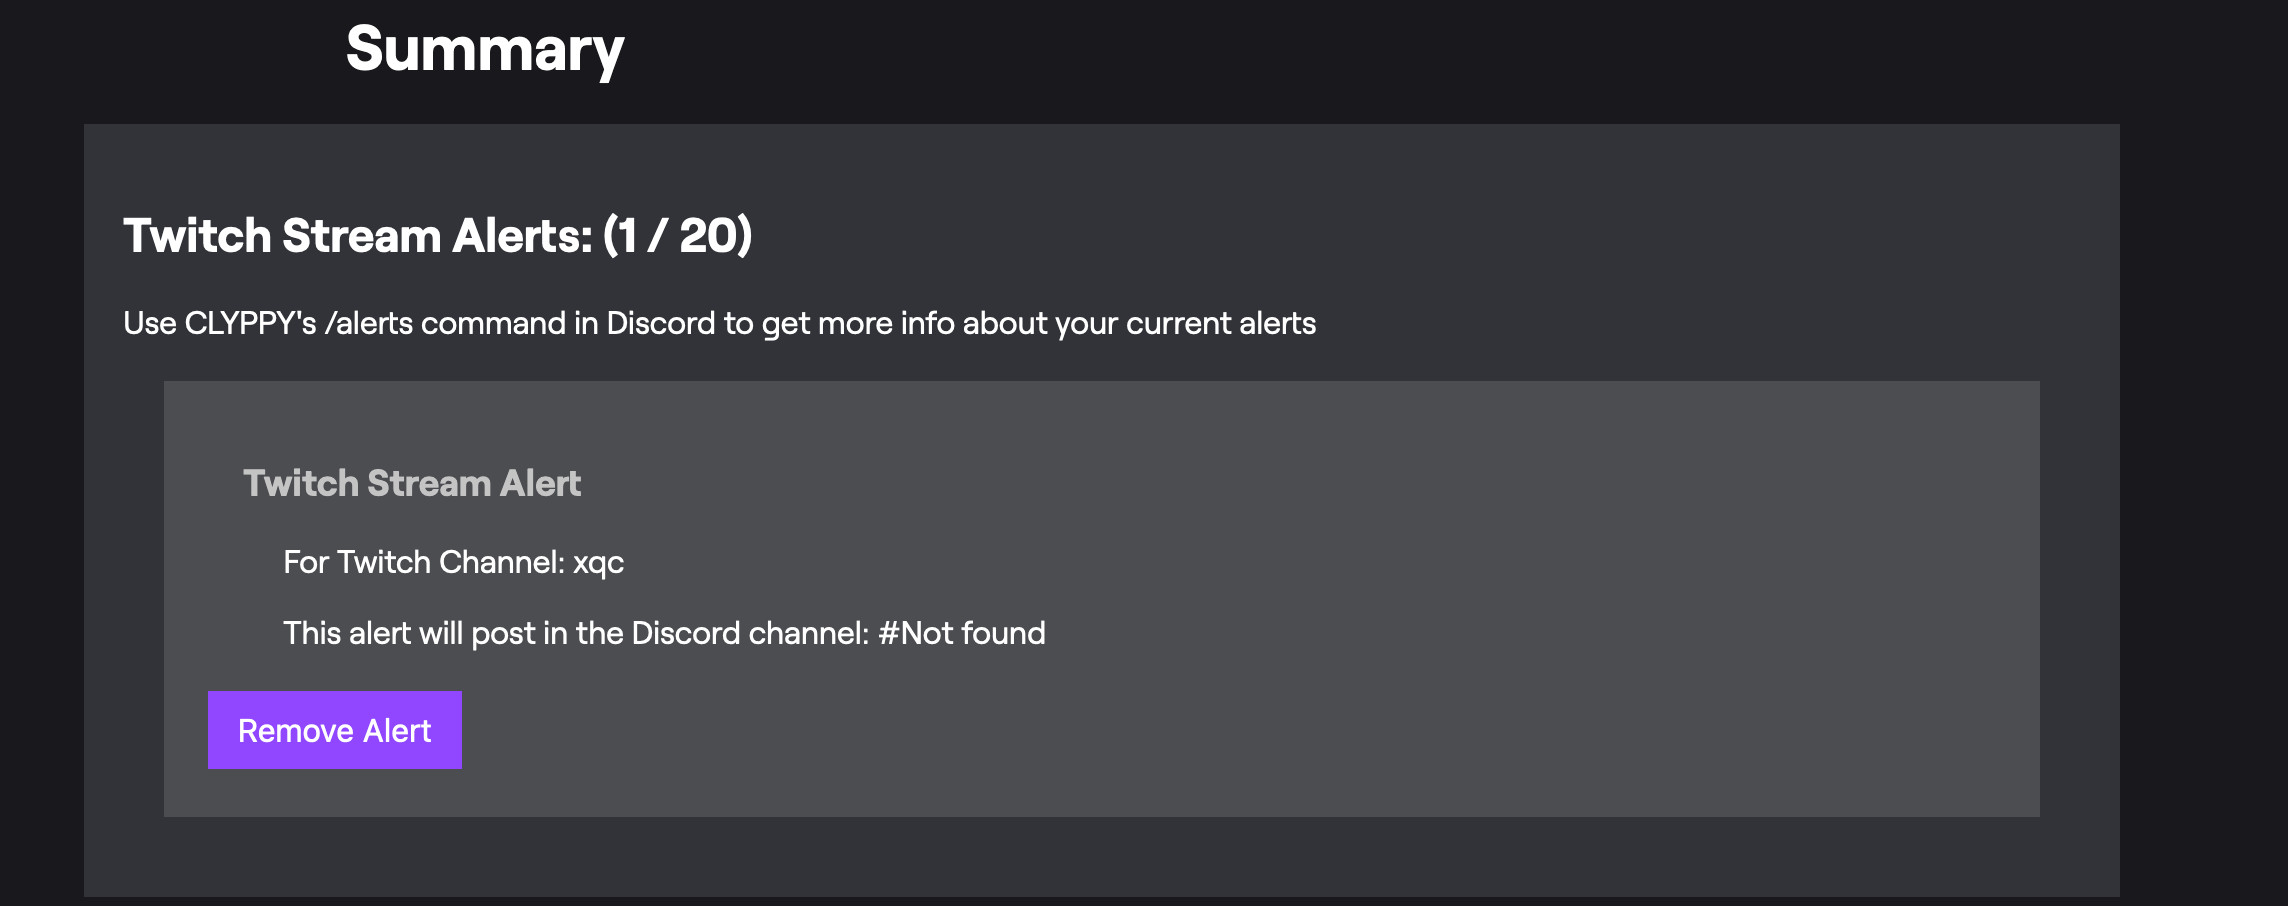 Summary
Twitch Stream Alerts: (1 / 20)
Use CLYPPY's /alerts command in Discord to get more info about your current alerts
Twitch Stream Alert
For Twitch Channel: xqc
This alert will post in the Discord channel: #Not found
Remove Alert